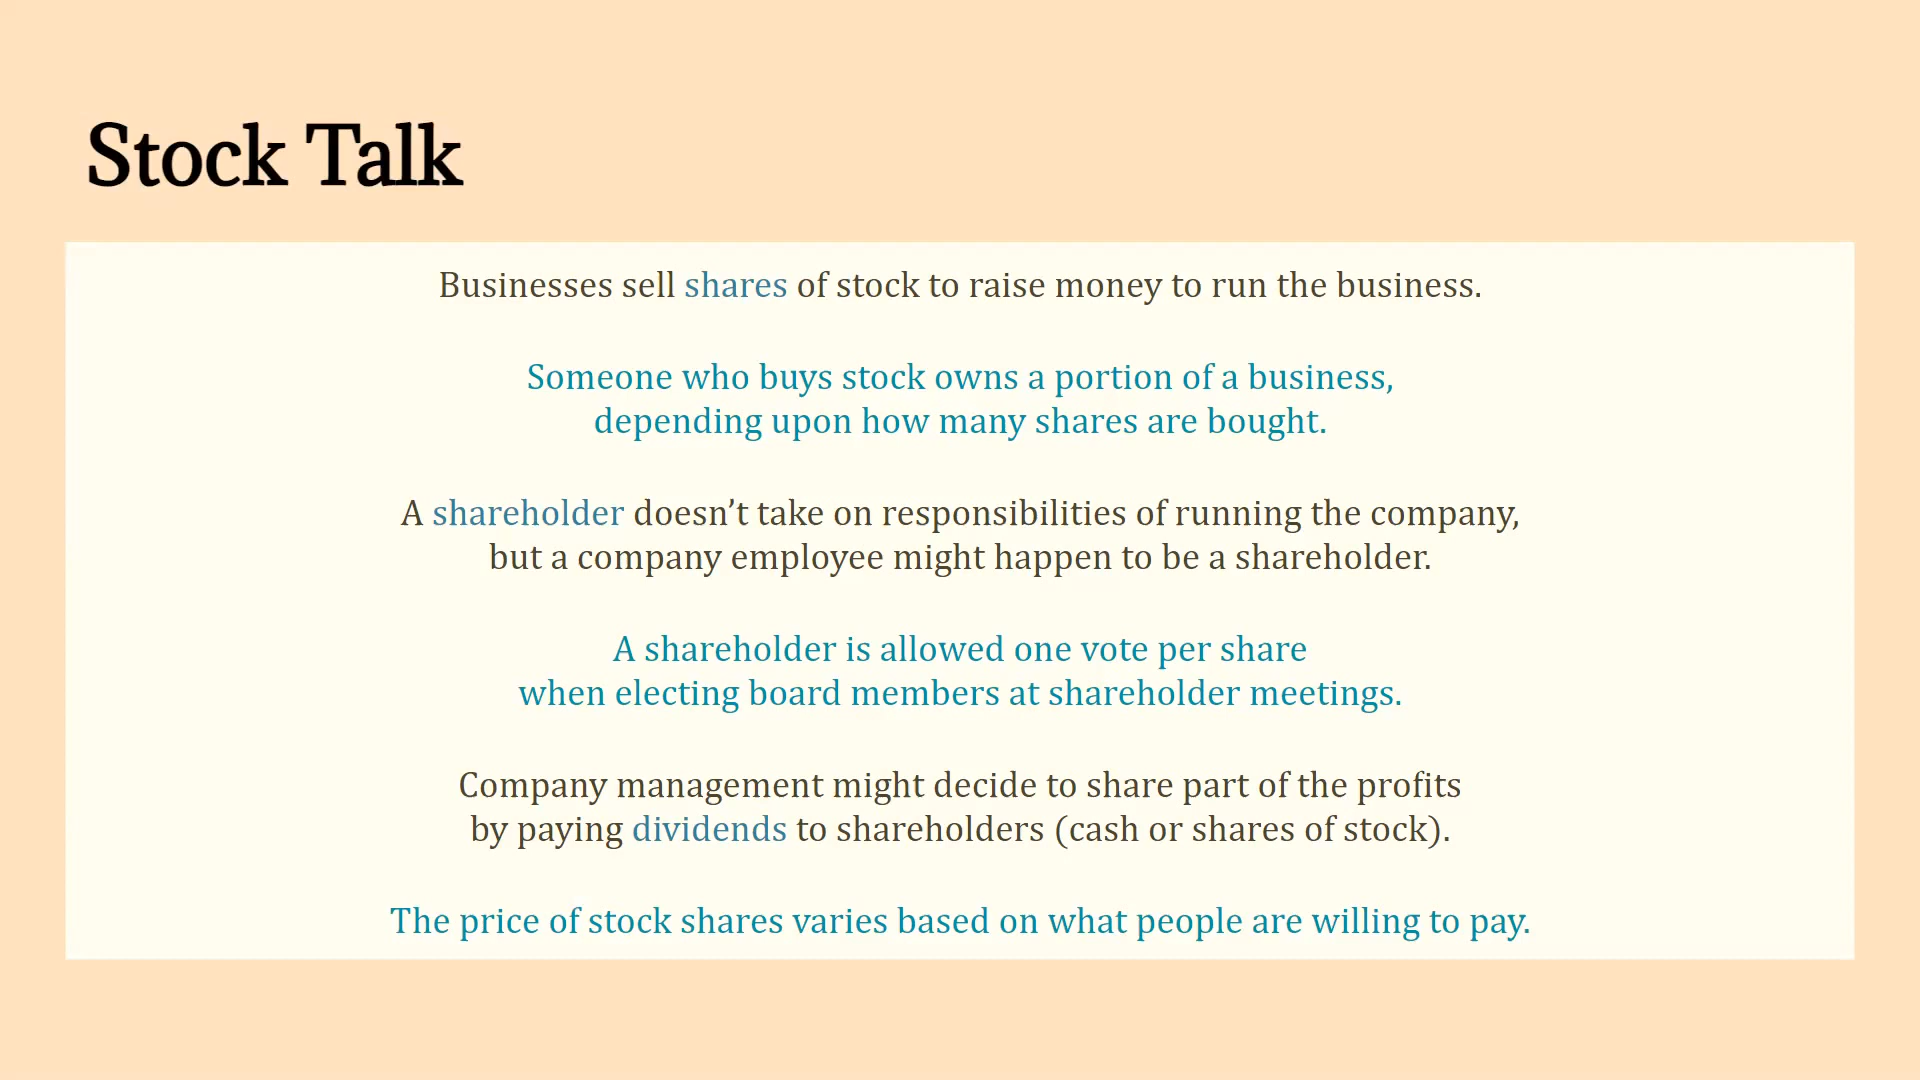 Stock Talk
Businesses sell shares of stock to raise money to run the business.
Someone who buys stock owns a portion of a business,
depending upon how many shares are bought.
A shareholder doesn’t take on responsibilities of running the company,
but a company employee might happen to be a shareholder.
A shareholder is allowed one vote per share
when electing board members at shareholder meetings.
Company management might decide to share part of the profits
by paying dividends to shareholders (cash or shares of stock).
The price of stock shares varies based on what people are willing to pay.